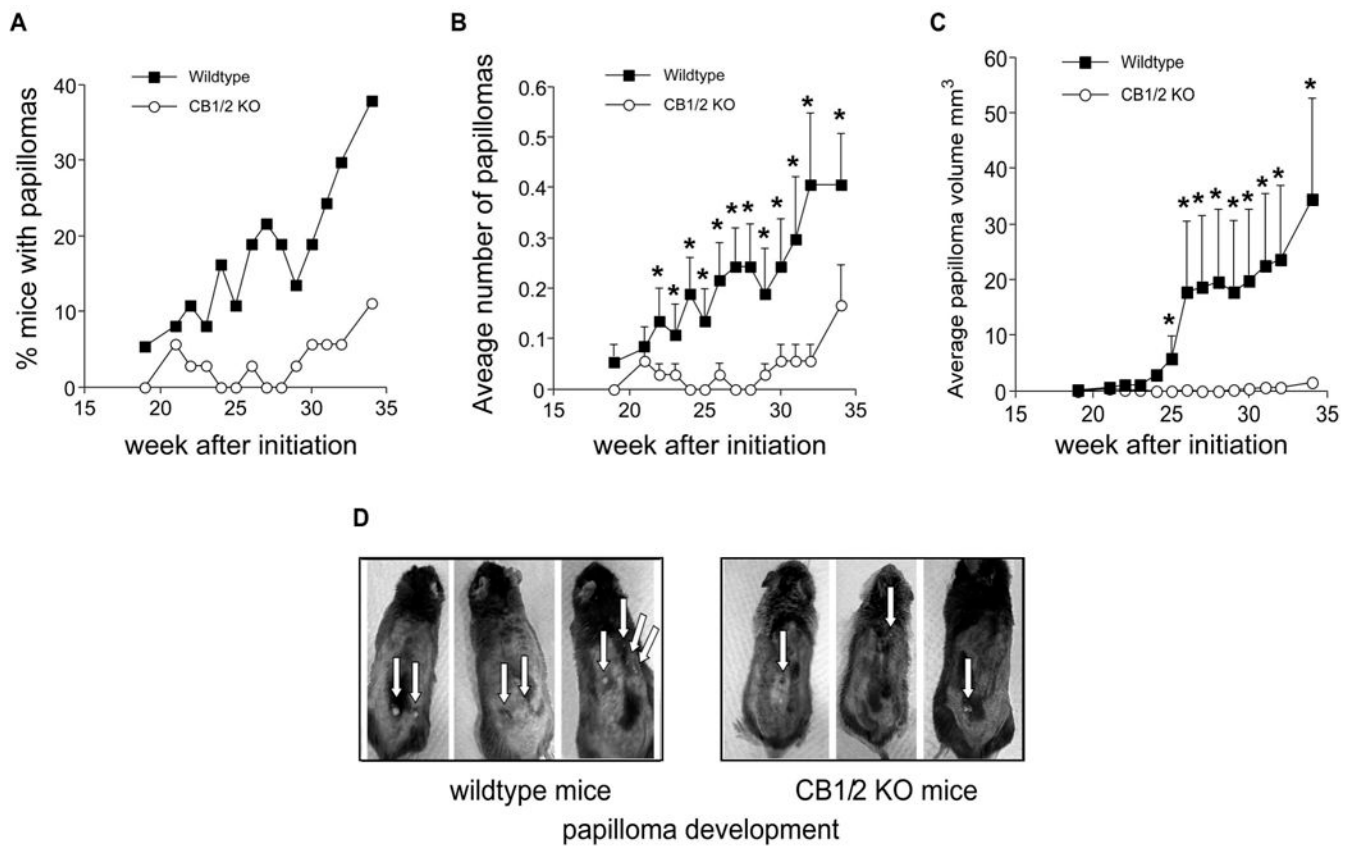 A
Wildtype
CB1/2 KO
% mice with papillomas
40
30
20
10
0
15 20 25 30 35
week after initiation
B
Wildtype
CB1/2 KO
Aveage number of papillomas
0.6
0.5
0.4
0.3
0.2
0.1
0
* * * * * * * * * * * *
15 20 25 30 35
week after initiation
C
Wildtype
CB1/2 KO
Average papilloma volume mm³
60
50
40
30
20
10
0
* * * * * * * * *
15 20 25 30 35
week after initiation
D
wildtype mice
CB1/2 KO mice
papilloma development